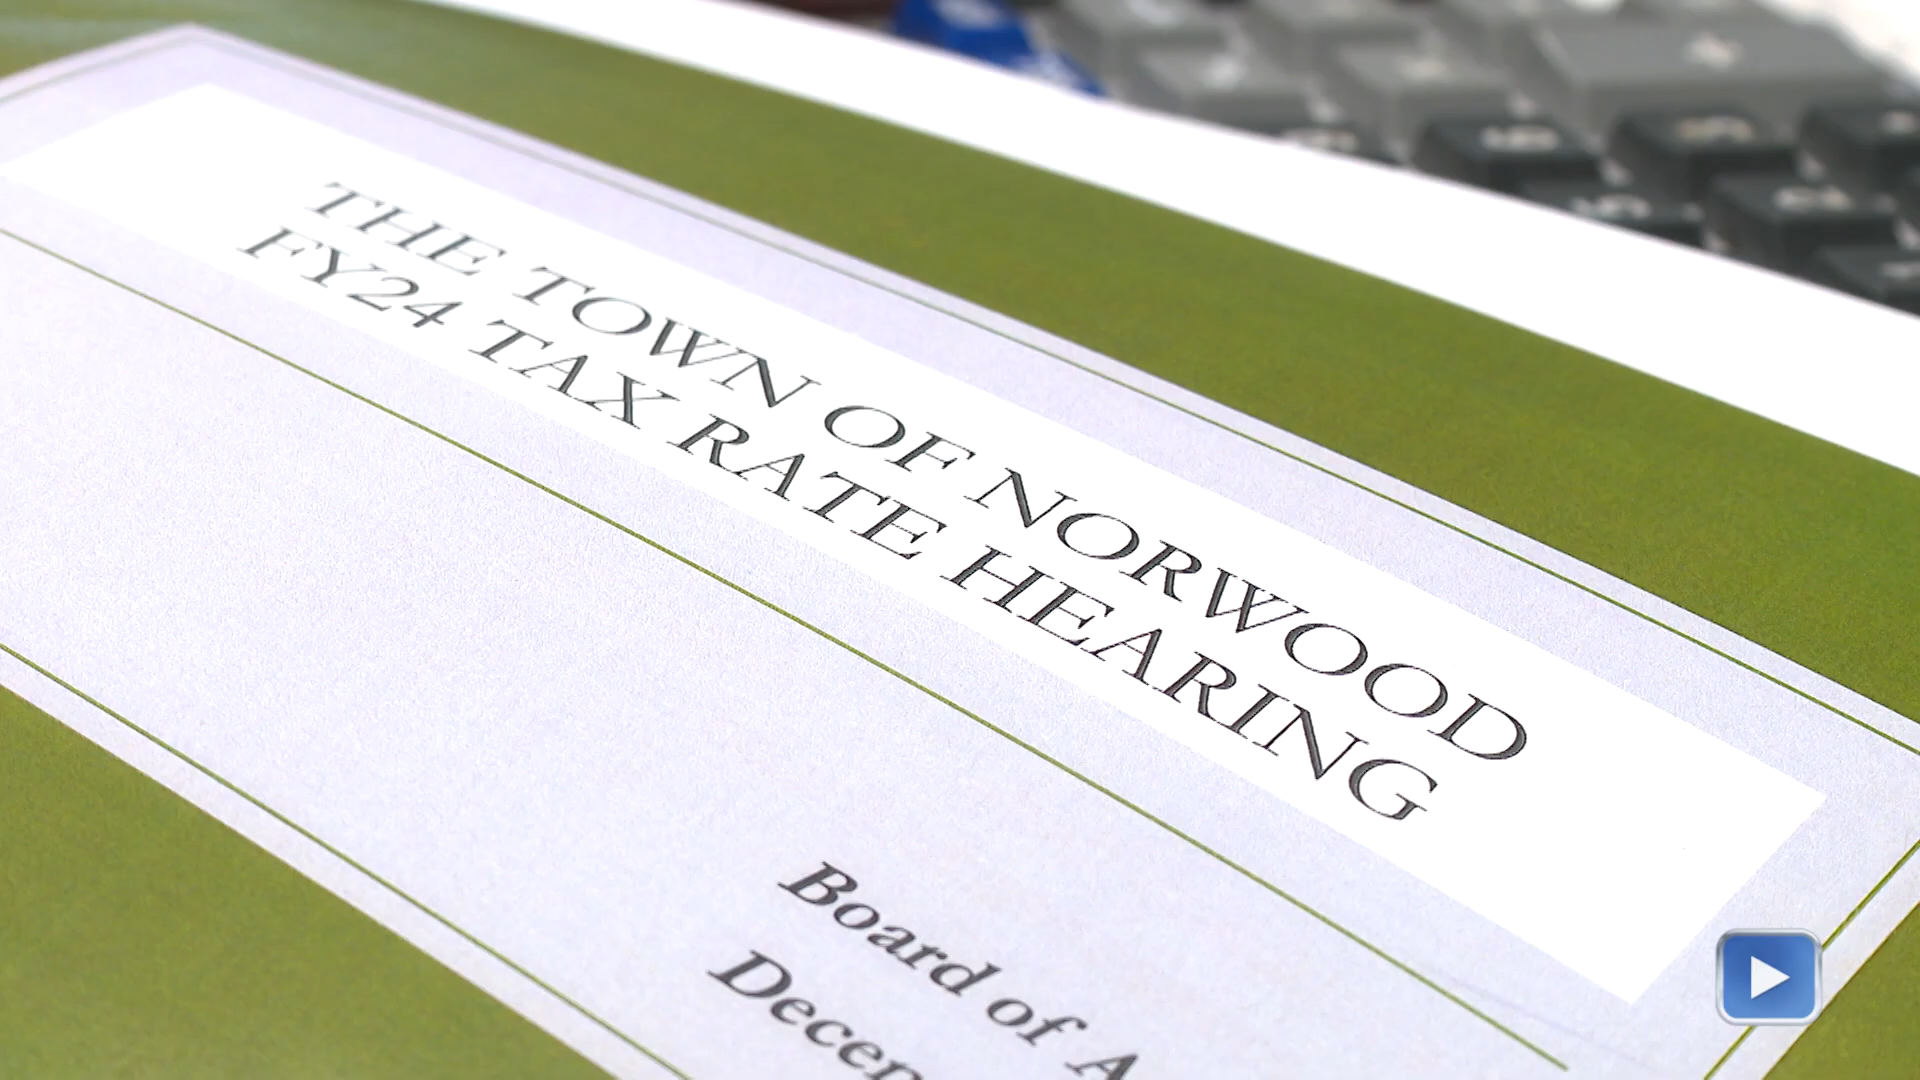 THE TOWN OF NORWOOD
FY24 TAX RATE HEARING
Board of